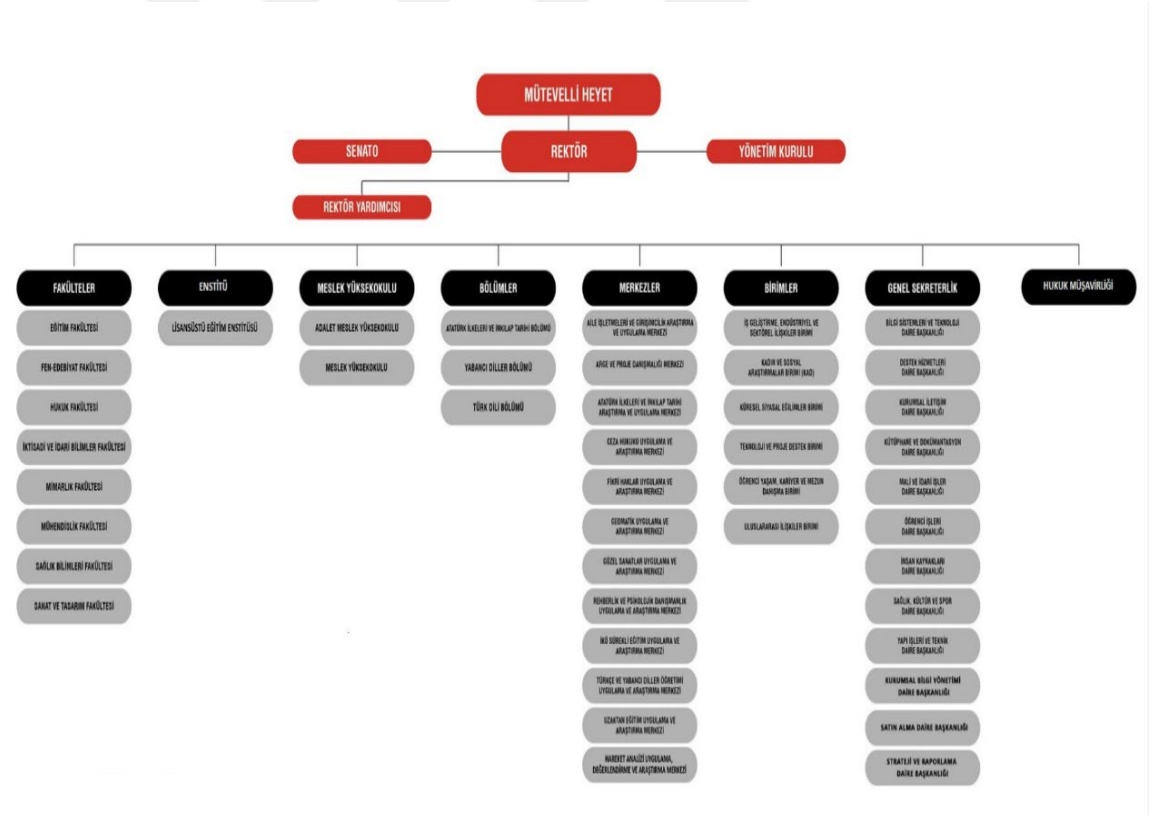 MÜTEVELLİ HEYET
SENATO
REKTÖR
YÖNETİM KURULU
REKTÖR YARDIMCISI
FAKÜLTELER
EĞİTİM FAKÜLTESİ
FEN-EDEBİYAT FAKÜLTESİ
HUKUK FAKÜLTESİ
İKTİSADİ VE İDARİ BİLİMLER FAKÜLTESİ
MİMARLIK FAKÜLTESİ
MÜHENDİSLİK FAKÜLTESİ
SAĞLIK BİLİMLERİ FAKÜLTESİ
SANAT VE TASARIM FAKÜLTESİ
ENSTİTÜ
LİSANSÜSTÜ EĞİTİM ENSTİTÜSÜ
MESLEK YÜKSEKOKULU
ADALET MESLEK YÜKSEKOKULU
MESLEK YÜKSEKOKULU
BÖLÜMLER
ATATÜRK İLKELERİ VE İNKILAP TARİHİ BÖLÜMÜ
YABANCI DİLLER BÖLÜMÜ
TÜRK DİLİ BÖLÜMÜ
MERKEZLER
AİLE İŞLETMELERİ VE GİRİŞİMCİLİK ARAŞTIRMA
VE UYGULAMA MERKEZİ
ARGE VE PROJE DANIŞMALIĞI MERKEZİ
ATATÜRK İLKELERİ VE İNKILAP TARİHİ
ARAŞTIRMA VE UYGULAMA MERKEZİ
CEZA HUKUKU UYGULAMA VE
ARAŞTIRMA MERKEZİ
FİKRİ HAKLAR UYGULAMA VE
ARAŞTIRMA MERKEZİ
GEOMATİK UYGULAMA VE
ARAŞTIRMA MERKEZİ
GÜZEL SANATLAR UYGULAMA VE
ARAŞTIRMA MERKEZİ
REHBERLİK VE PSİKOLOJİK DANIŞMANLIK
UYGULAMA VE ARAŞTIRMA MERKEZİ
İKÜ SÜREKLİ EĞİTİM UYGULAMA VE
ARAŞTIRMA MERKEZİ
TÜRKÇE VE YABANCI DİLLER ÖĞRETİMİ
UYGULAMA VE ARAŞTIRMA MERKEZİ
UZAKTAN EĞİTİM UYGULAMA VE
ARAŞTIRMA MERKEZİ
HAREKET ANALİZİ UYGULAMA,
DEĞERLENDİRME VE ARAŞTIRMA MERKEZİ
BİRİMLER
İŞ GELİŞTİRME, ENDÜSTRİYEL VE
SEKTÖREL İLİŞKİLER BİRİMİ
KADIN VE SOSYAL
ARAŞTIRMALAR BİRİMİ (KAD)
KÜRESEL SİYASAL EĞİLİMLER BİRİMİ
TEKNOLOJİ VE PROJE DESTEK BİRİMİ
ÖĞRENCİ YAŞAM, KARİYER VE MEZUN
DANIŞMA BİRİMİ
ULUSLARARASI İLİŞKİLER BİRİMİ
GENEL SEKRETERLİK
BİLGİ SİSTEMLERİ VE TEKNOLOJİ
DAİRE BAŞKANLIĞI
DESTEK HİZMETLERİ
DAİRE BAŞKANLIĞI
KURUMSAL İLETİŞİM
DAİRE BAŞKANLIĞI
KÜTÜPHANE VE DOKÜMANTASYON
DAİRE BAŞKANLIĞI
MALİ VE İDARİ İŞLER
DAİRE BAŞKANLIĞI
ÖĞRENCİ İŞLERİ
DAİRE BAŞKANLIĞI
İNSAN KAYNAKLARI
DAİRE BAŞKANLIĞI
SAĞLIK, KÜLTÜR VE SPOR
DAİRE BAŞKANLIĞI
YAPI İŞLERİ VE TEKNİK
DAİRE BAŞKANLIĞI
KURUMSAL BİLGİ YÖNETİMİ
DAİRE BAŞKANLIĞI
SATIN ALMA DAİRE BAŞKANLIĞI
STRATEJİ VE RAPORLAMA
DAİRE BAŞKANLIĞI
HUKUK MÜŞAVİRLİĞİ